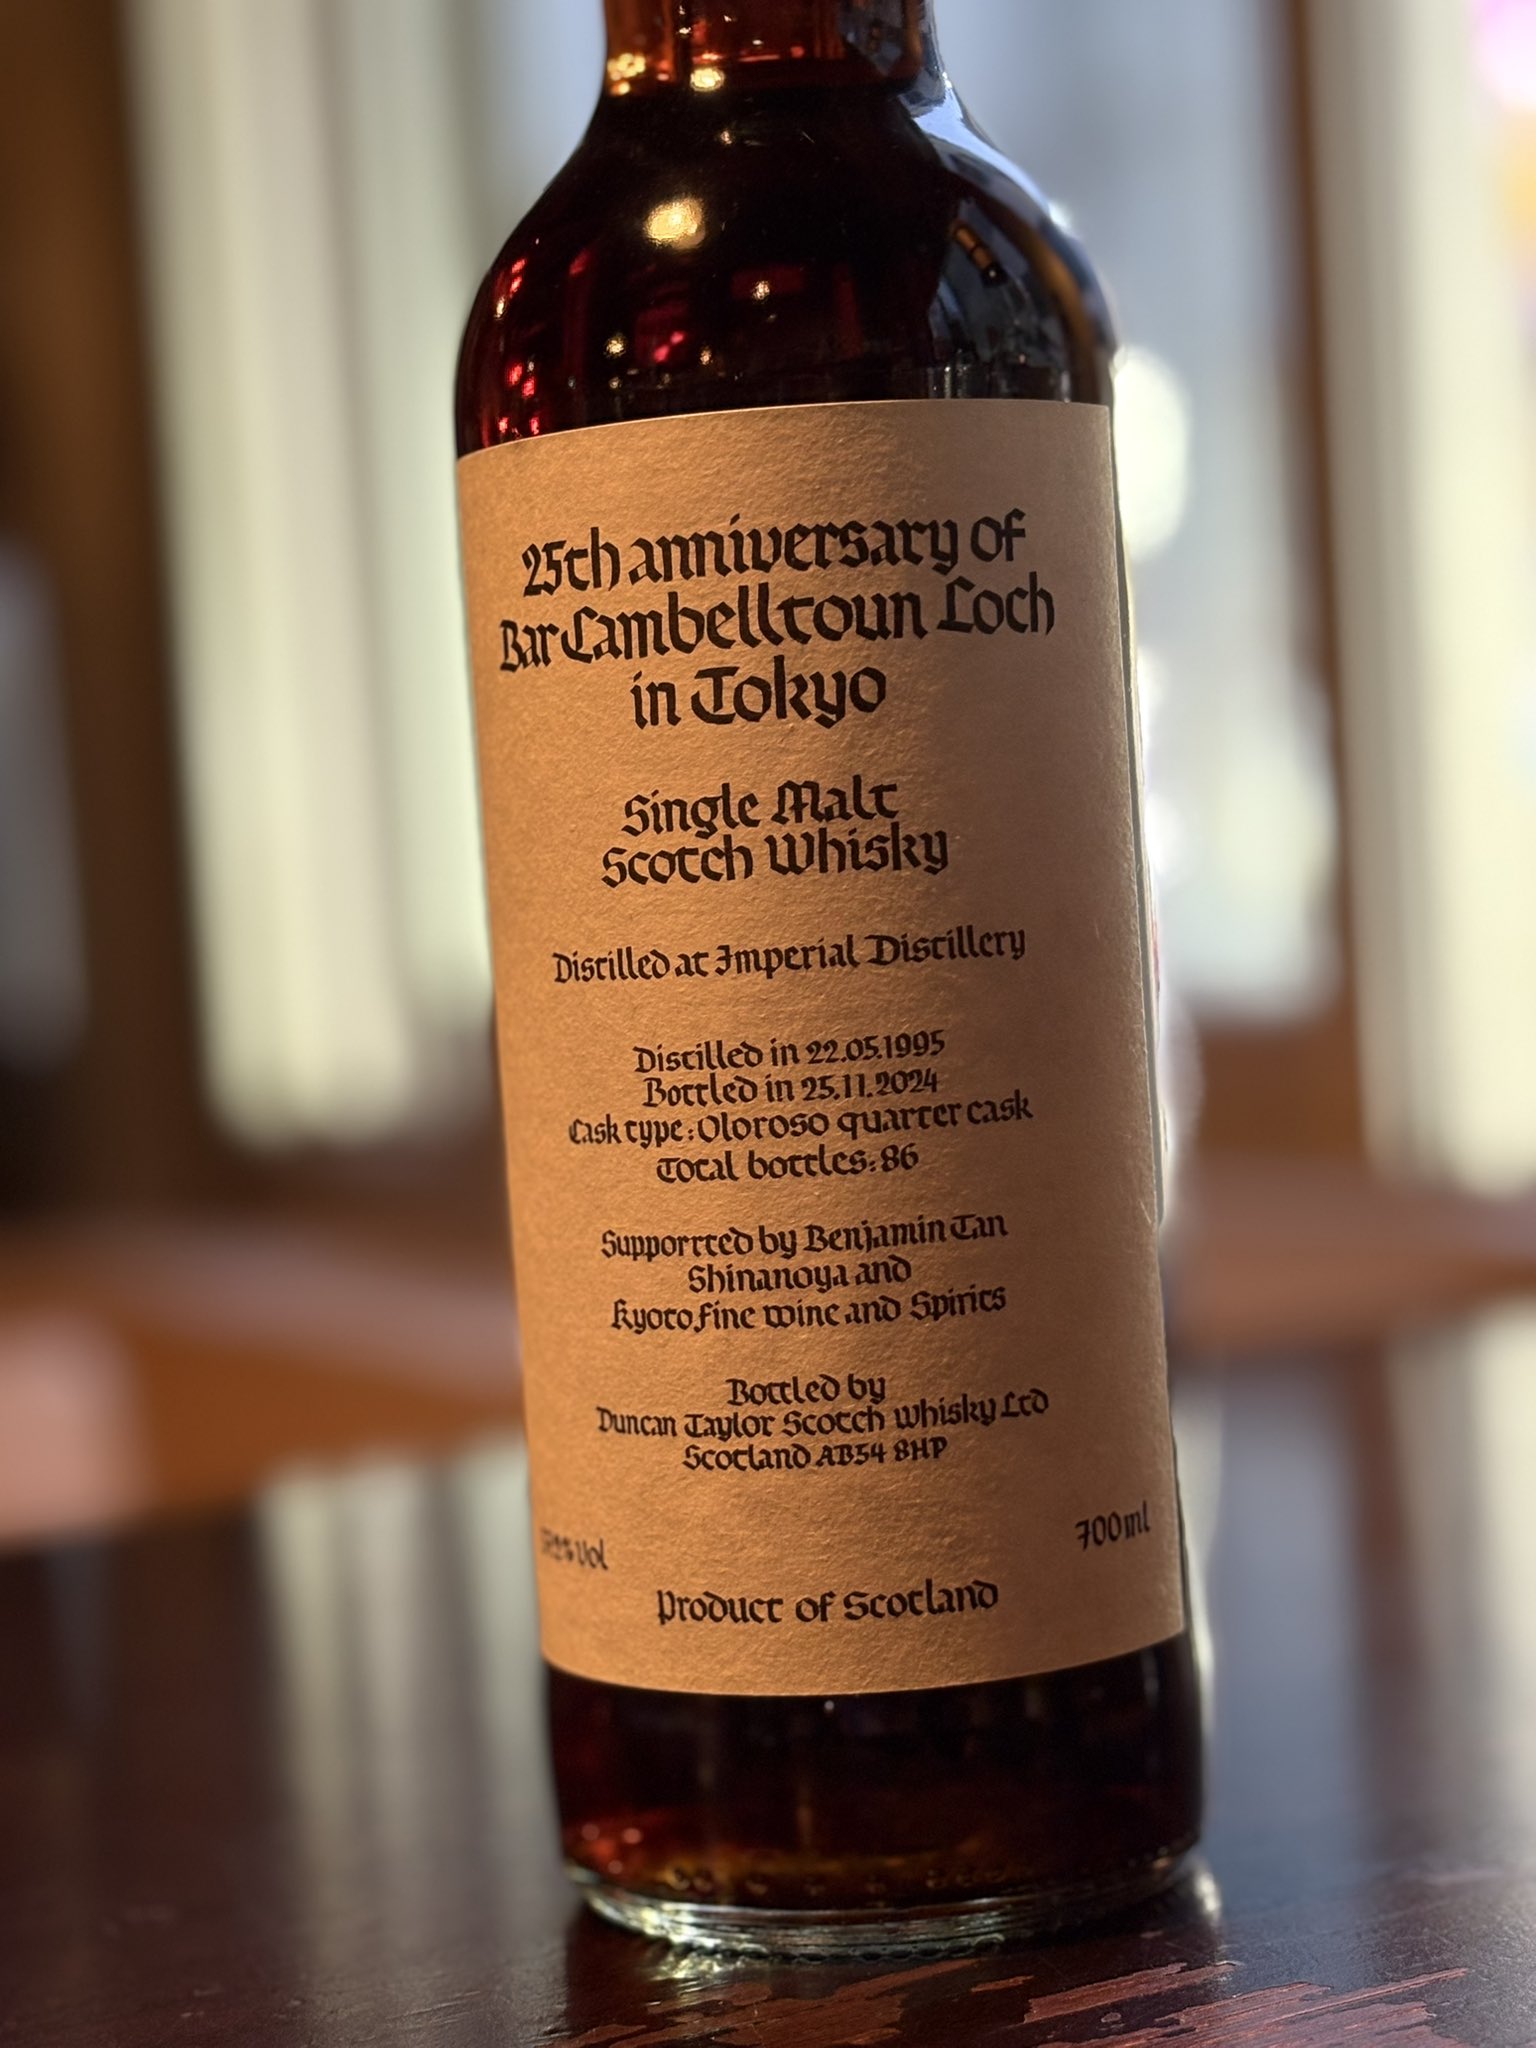 25th anniversary of
Bar Cambelltoun Loch
in Tokyo
Single Malt
Scotch Whisky
Distilled at Imperial Distillery
Distilled in 22.05.1995
Bottled in 25.11.2024
Cask type: Oloroso quarter cask
Total bottles: 86
Supporrted by Benjamin Tan
Shinanoya and
Kyoto fine wine and Spirits
Bottled by
Duncan Taylor Scotch Whisky Ltd
Scotland AB54 8HP
Vol
700ml
Product of Scotland